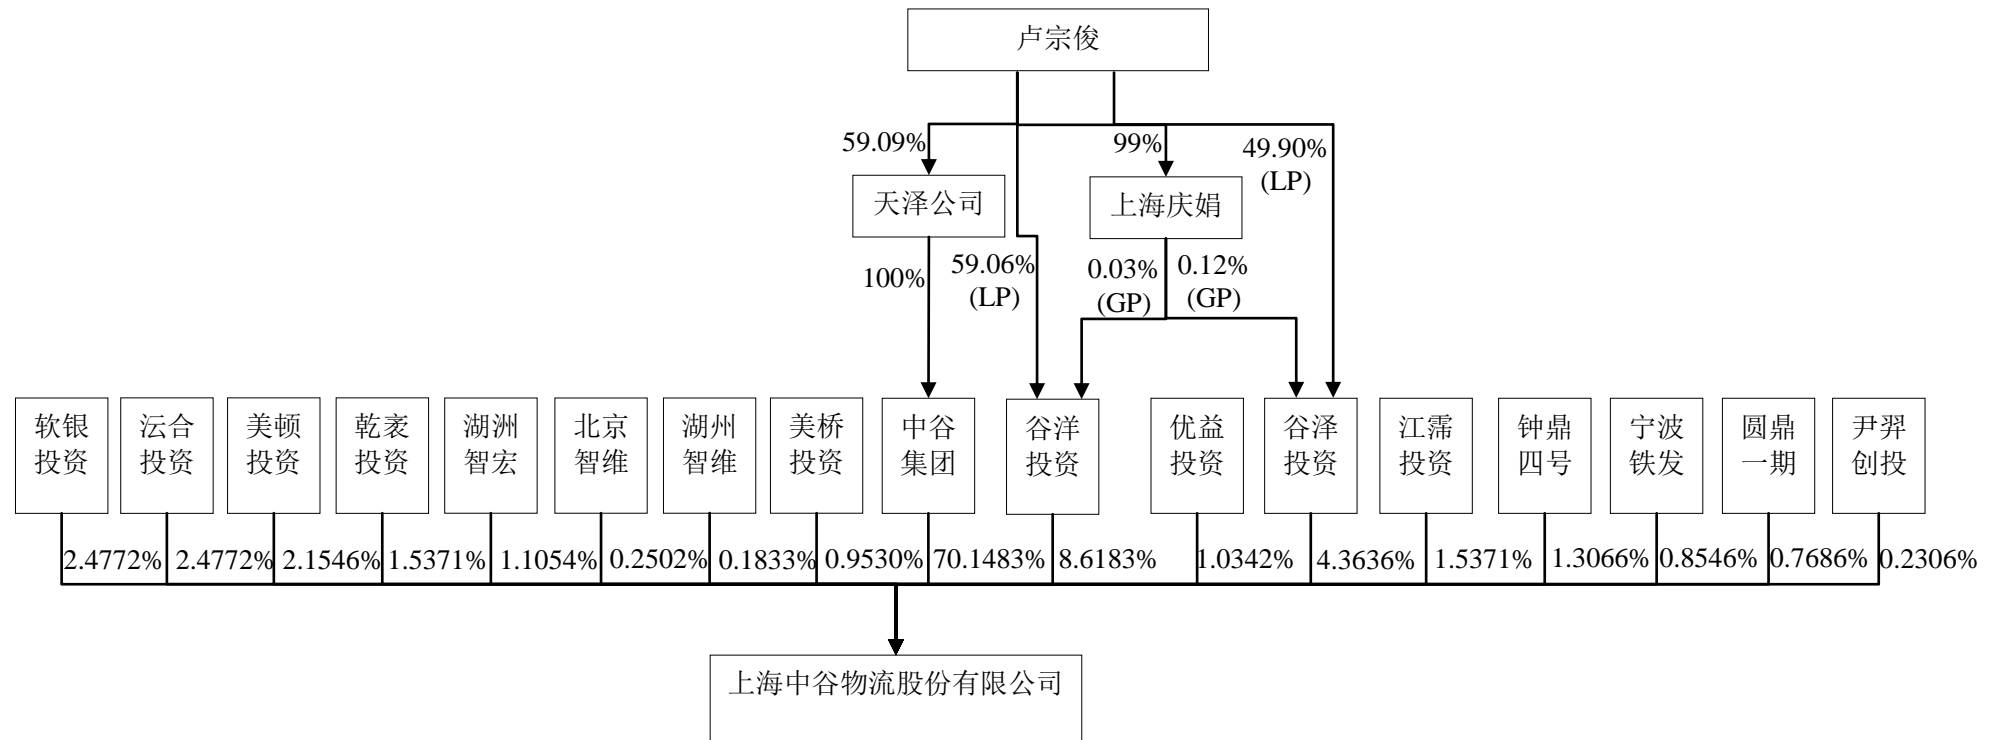 卢宗俊
59.09%
99%
49.90%
(LP)
天泽公司
上海庆娟
100%
59.06%
(LP)
0.03%
(GP)
0.12%
(GP)
软银
投资
沄合
投资
美顿
投资
乾袤
投资
湖洲
智宏
北京
智维
湖州
智维
美桥
投资
中谷
集团
谷洋
投资
优益
投资
谷泽
投资
江霈
投资
钟鼎
四号
宁波
铁发
圆鼎
一期
尹羿
创投
2.4772%
2.4772%
2.1546%
1.5371%
1.1054%
0.2502%
0.1833%
0.9530%
70.1483%
8.6183%
1.0342%
4.3636%
1.5371%
1.3066%
0.8546%
0.7686%
0.2306%
上海中谷物流股份有限公司